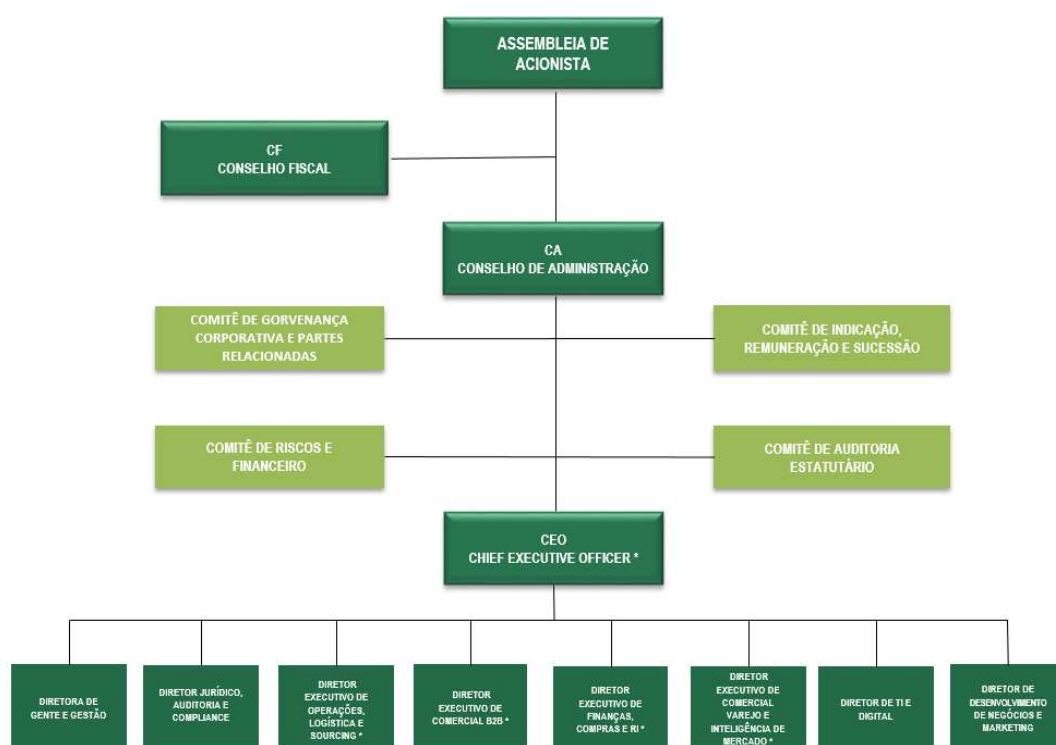 ASSEMBLEIA DE
ACIONISTA
CF
CONSELHO FISCAL
CA
CONSELHO DE ADMINISTRAÇÃO
COMITÊ DE GORVENANÇA
CORPORATIVA E PARTES
RELACIONADAS
COMITÊ DE INDICAÇÃO,
REMUNERAÇÃO E SUCESSÃO
COMITÊ DE RISCOS E
FINANCEIRO
COMITÊ DE AUDITORIA
ESTATUTÁRIO
CEO
CHIEF EXECUTIVE OFFICER *
DIRETORA DE
GENTE E GESTÃO
DIRETOR JURÍDICO,
AUDITORIA E
COMPLIANCE
DIRETOR
EXECUTIVO DE
OPERAÇÕES,
LOGÍSTICA E
SOURCING *
DIRETOR
EXECUTIVO DE
COMERCIAL B2B *
DIRETOR
EXECUTIVO DE
FINANÇAS,
COMPRAS E RI *
DIRETOR
EXECUTIVO DE
COMERCIAL
VAREJO E
INTELIGÊNCIA DE
MERCADO *
DIRETOR DE TI E
DIGITAL
DIRETOR DE
DESENVOLVIMENTO
DE NEGÓCIOS E
MARKETING